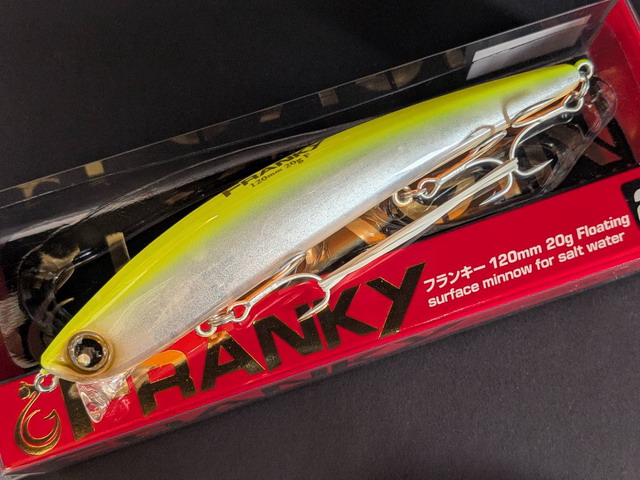 FRANKY
120mm 20g F
FRANKY
フランキー 120mm 20g Floating
surface minnow for salt water